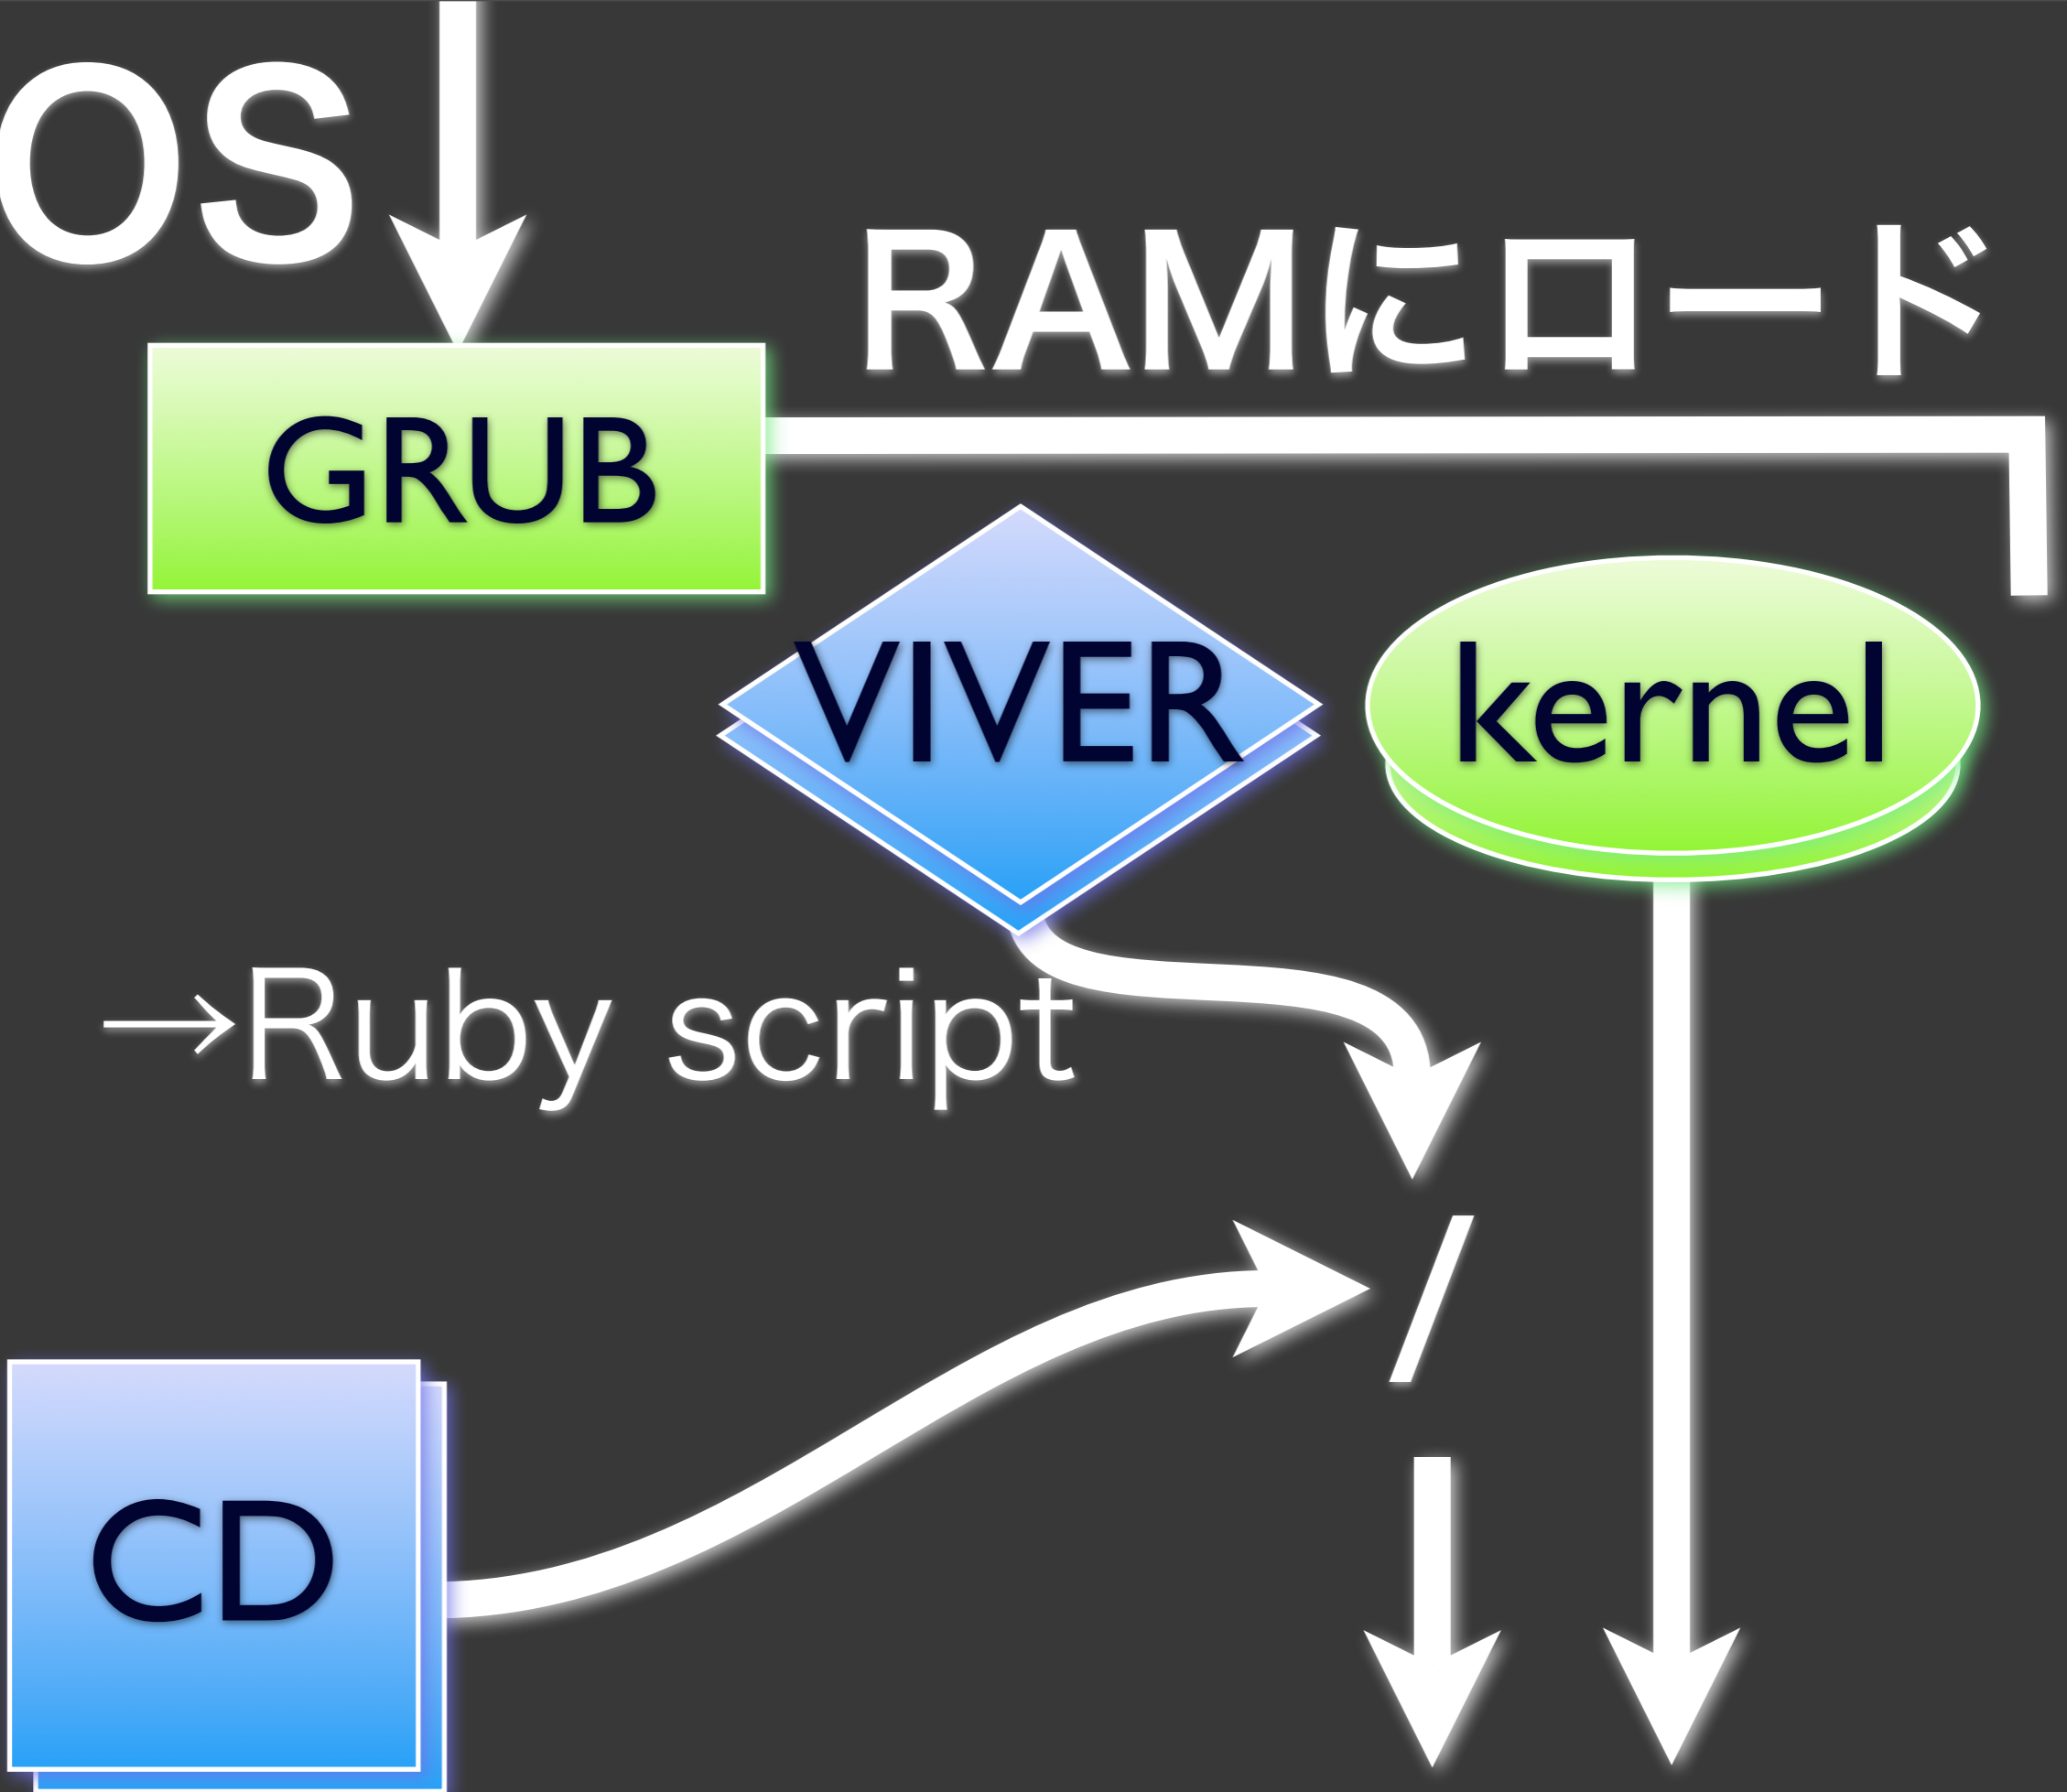 OS
RAMにロード
GRUB
VIVER
kernel
→Ruby script
/
CD